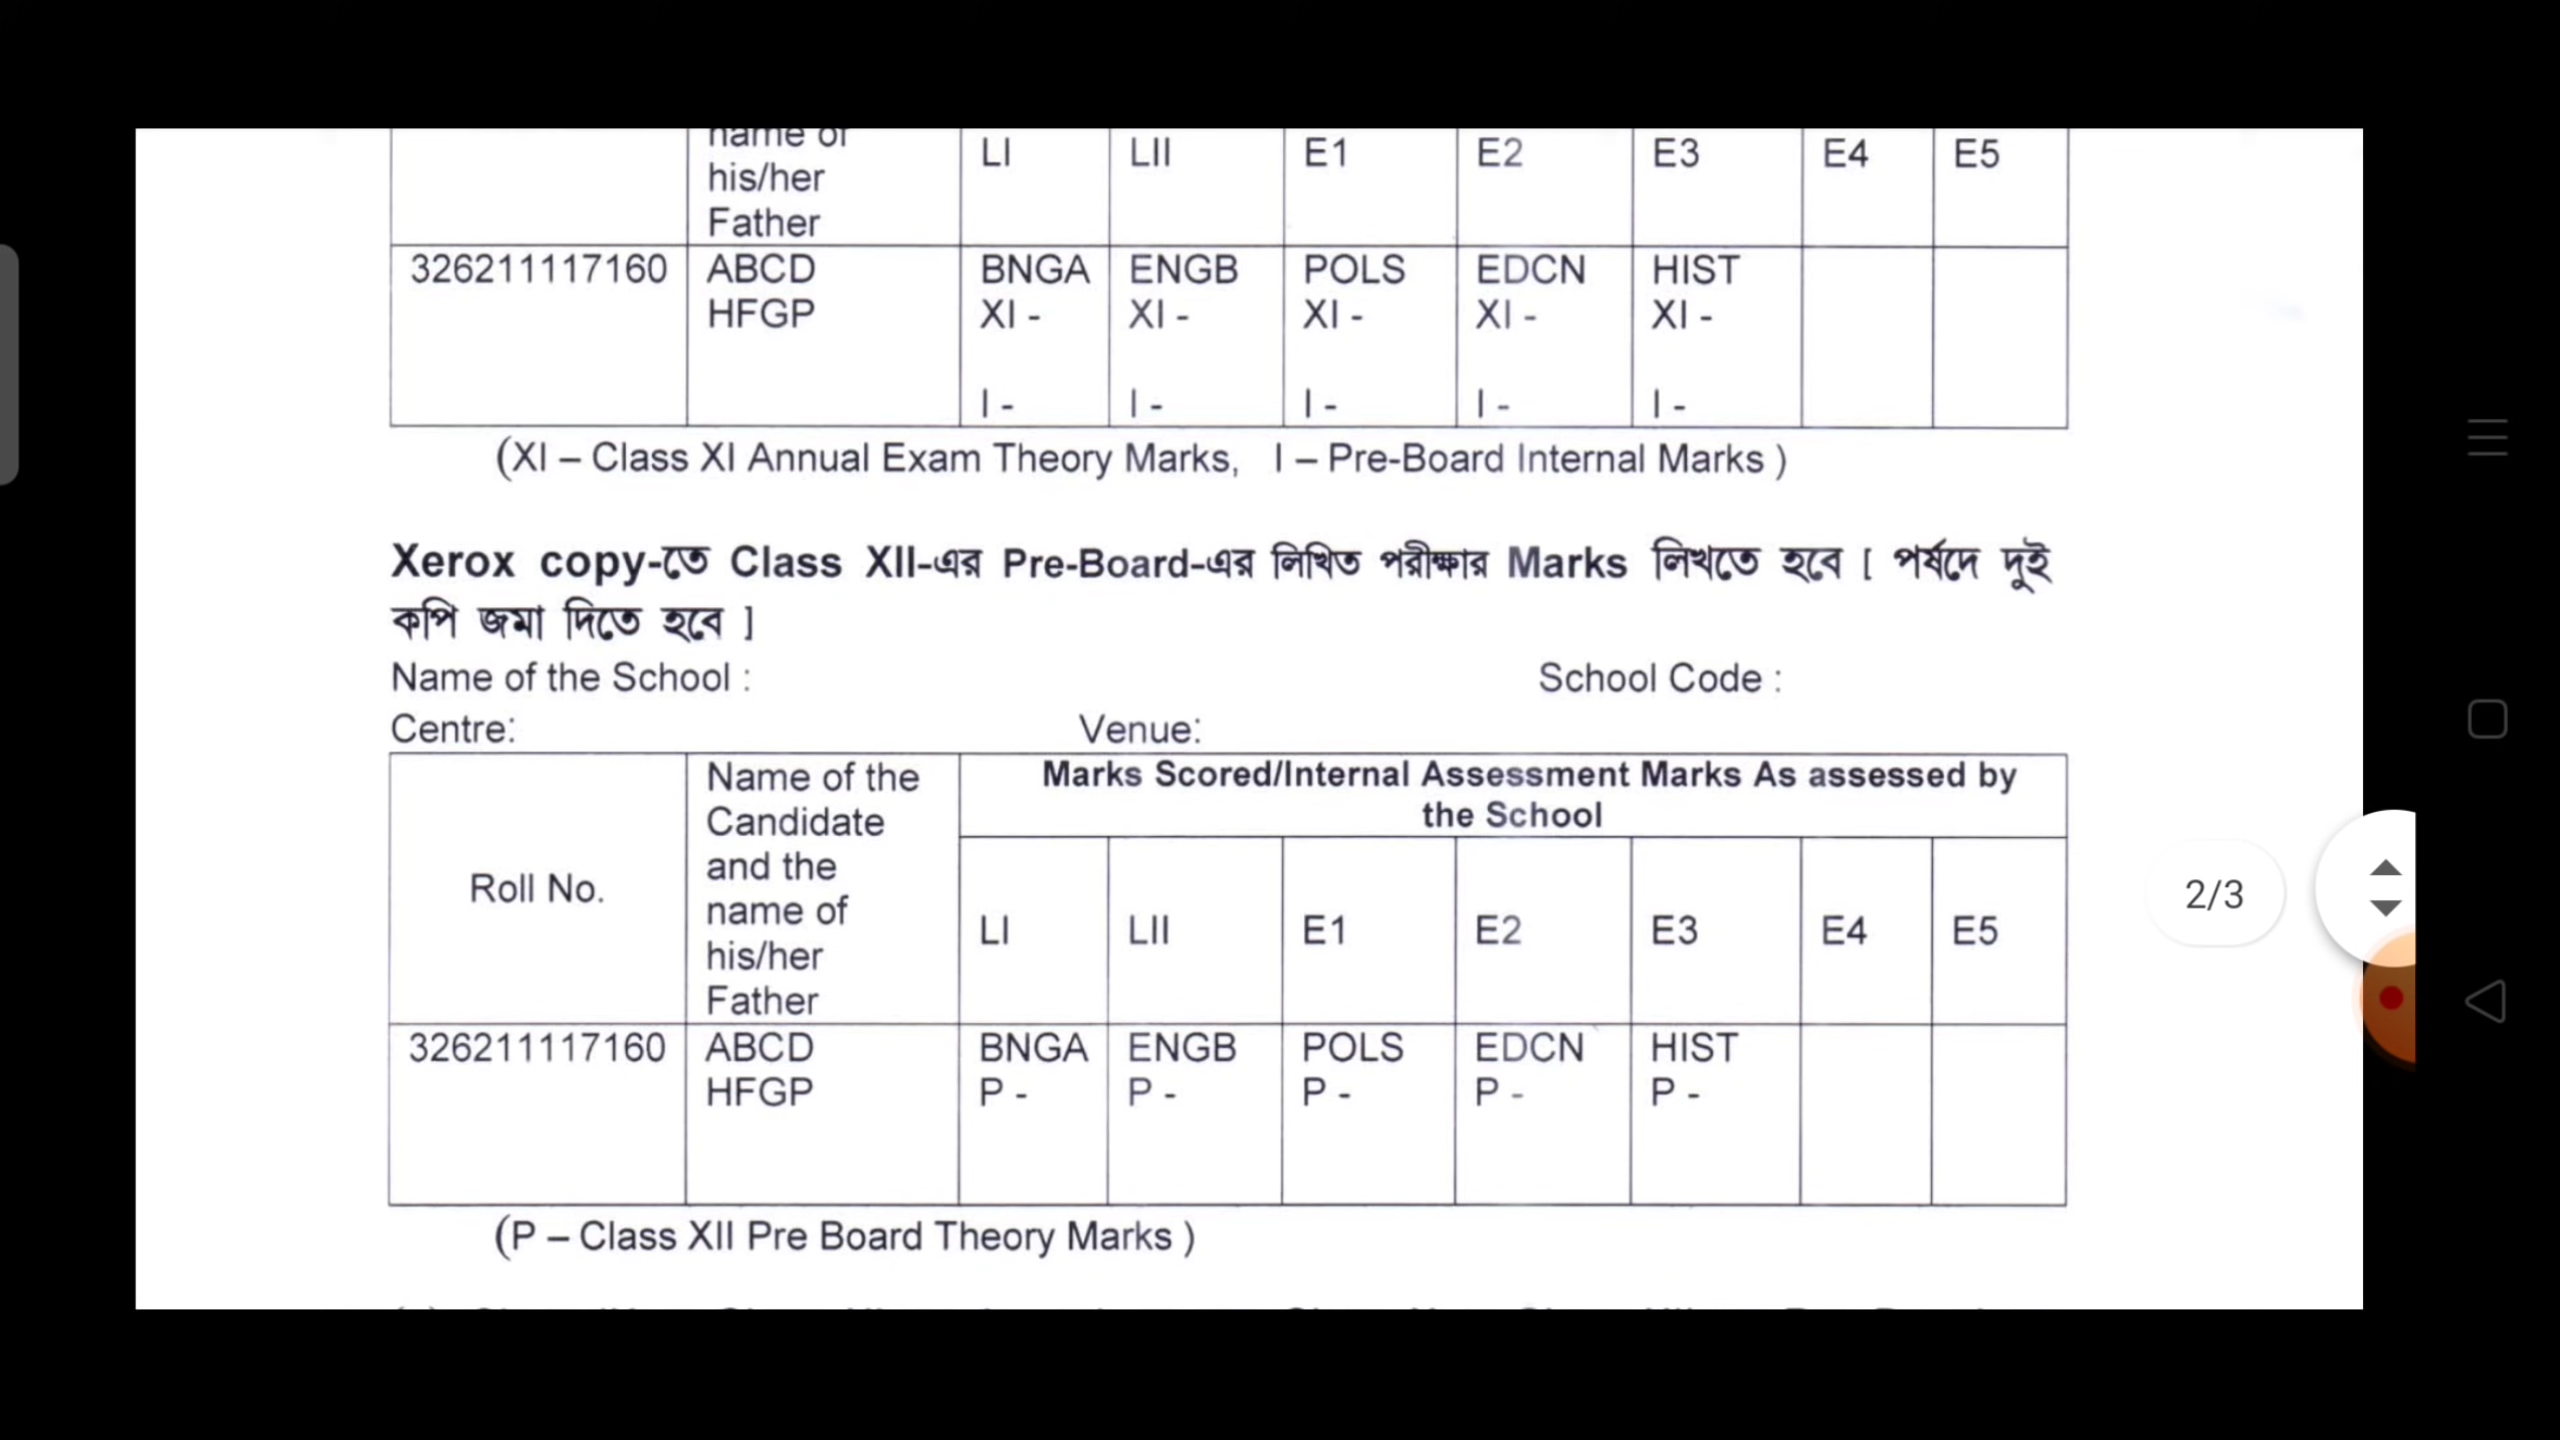 name of
his/her
Father
LI LII E1 E2 E3 E4 E5
326211117160 ABCD BNGA ENGB POLS EDCN HIST
HFGP XI - XI - XI - XI - XI -
I - I - I - I - I -
(XI – Class XI Annual Exam Theory Marks, I – Pre-Board Internal Marks )
Xerox copy-তে Class XII-এর Pre-Board-এর লিখিত পরীক্ষার Marks লিখতে হবে [ পর্ষদে দুই
কপি জমা দিতে হবে ]
Name of the School : School Code :
Centre: Venue:
Roll No.
Name of the
Candidate
and the
name of
his/her
Father
Marks Scored/Internal Assessment Marks As assessed by
the School
LI LII E1 E2 E3 E4 E5
326211117160 ABCD BNGA ENGB POLS EDCN HIST
HFGP P - P - P - P - P -
(P – Class XII Pre Board Theory Marks )
2/3